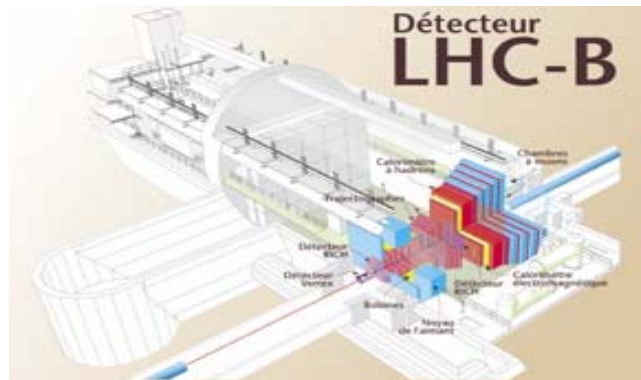 Détecteur
LHC-B
Chambres
à muons
Calorimètre
à hadrons
Trajectographes
Détecteur
RICH
Détecteur
Vertex
Bobines
Noyau
de l'aimant
Détecteur
RICH
Calorimètre
électromagnétique